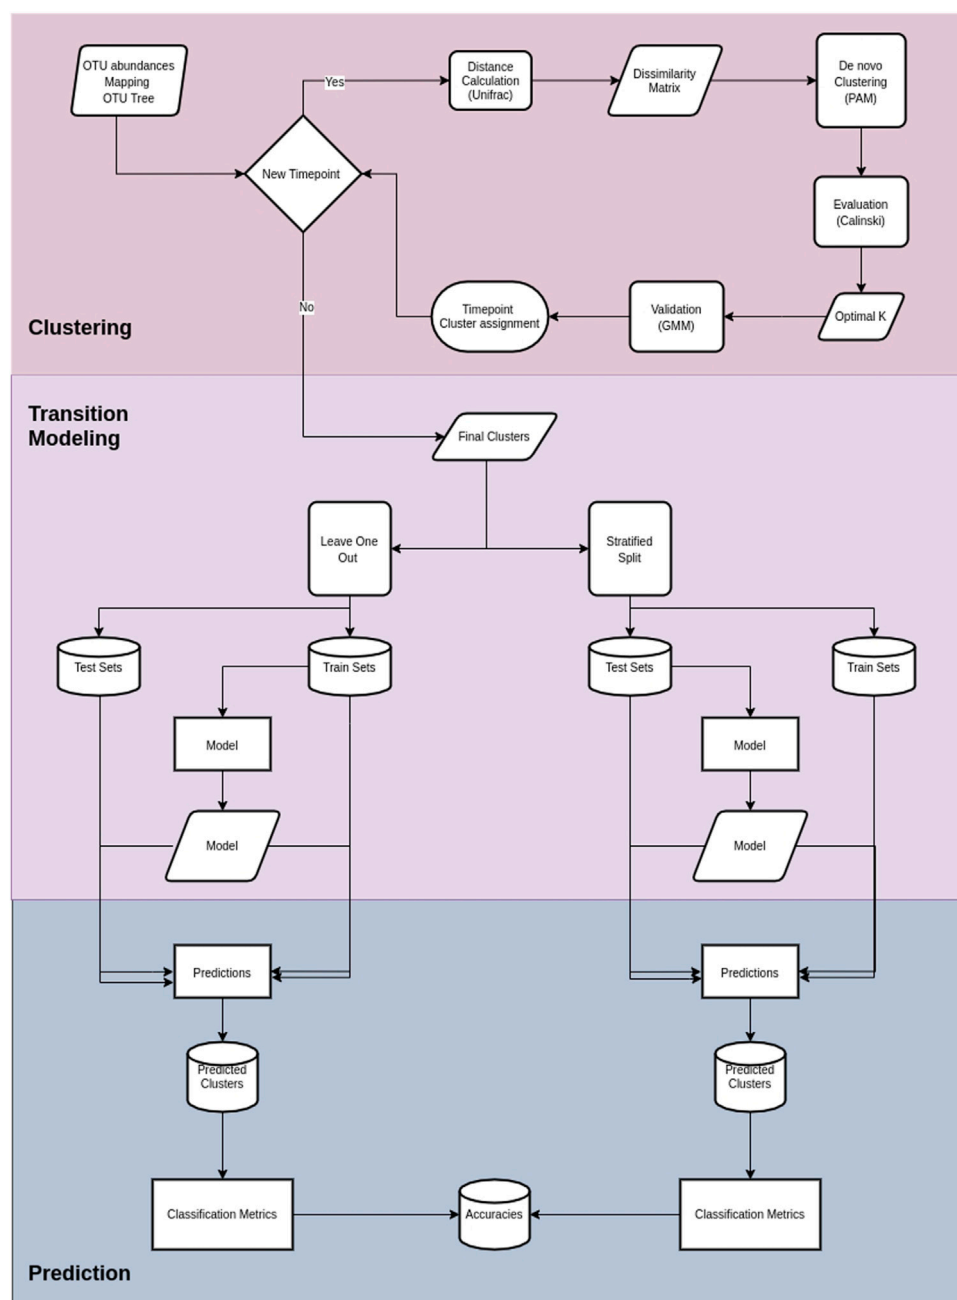 OTU abundances
Mapping
OTU Tree
Yes
Distance
Calculation
(Unifrac)
Dissimilarity
Matrix
De novo
Clustering
(PAM)
New Timepoint
Evaluation
(Calinski)
No
Timepoint
Cluster assignment
Validation
(GMM)
Optimal K
Clustering
Transition
Modeling
Final Clusters
Leave One
Out
Stratified
Split
Test Sets
Train Sets
Test Sets
Train Sets
Model
Model
Model
Model
Predictions
Predictions
Predicted
Clusters
Predicted
Clusters
Classification Metrics
Accuracies
Classification Metrics
Prediction